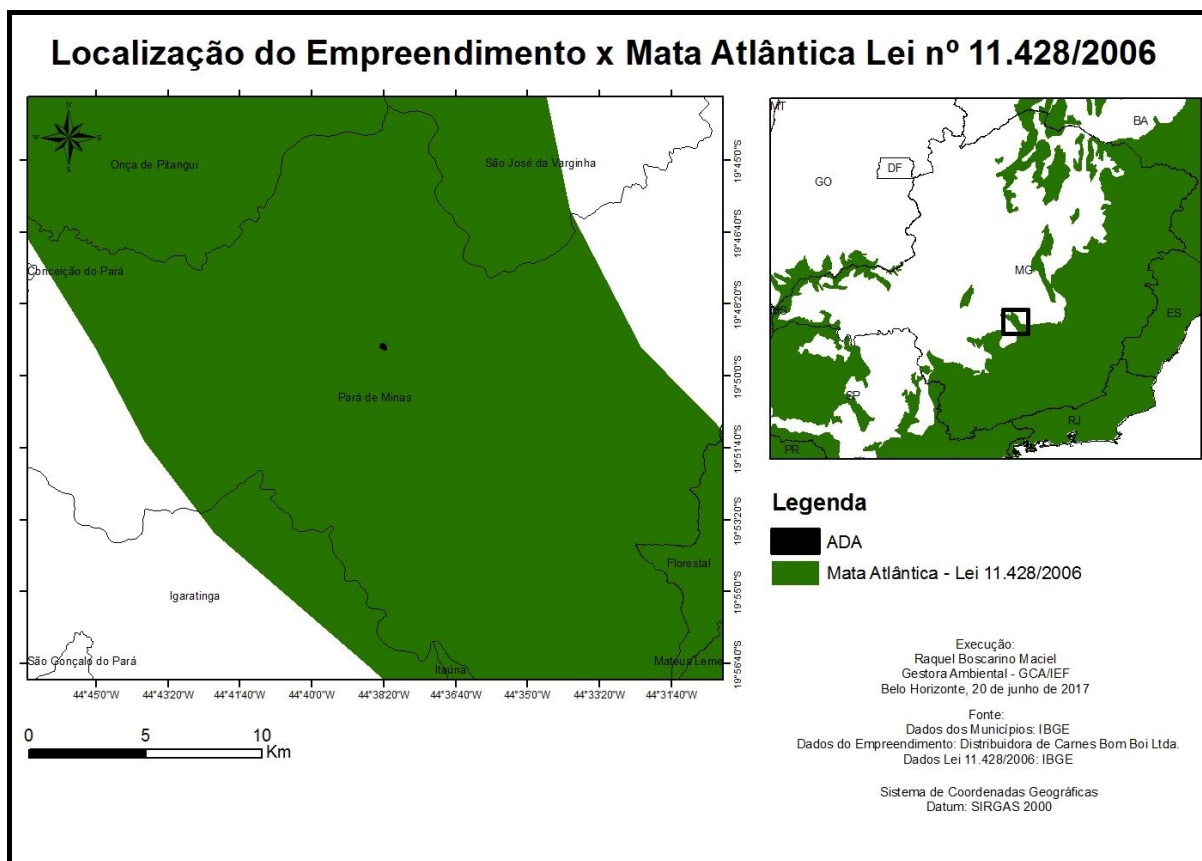 Localização do Empreendimento x Mata Atlântica Lei nº 11.428/2006
N
W
E
S
Onça de Pitangui
São José da Varginha
Conceição do Pará
Pará de Minas
Igaratinga
Florestal
São Gonçalo do Pará
Itaúna
Mateus Leme
19°45'0"S
19°46'40"S
19°48'20"S
19°50'0"S
19°51'40"S
19°53'20"S
19°55'0"S
19°56'40"S
44°45'0"W
44°43'20"W
44°41'40"W
44°40'0"W
44°38'20"W
44°36'40"W
44°35'0"W
44°33'20"W
44°31'40"W
0 5 10
Km
MT
BA
DF
GO
MG
MS
ES
SP
RJ
PR
Legenda
ADA
Mata Atlântica - Lei 11.428/2006
Execução:
Raquel Boscarino Maciel
Gestora Ambiental - GCA/IEF
Belo Horizonte, 20 de junho de 2017
Fonte:
Dados dos Municípios: IBGE
Dados do Empreendimento: Distribuidora de Carnes Bom Boi Ltda.
Dados Lei 11.428/2006: IBGE
Sistema de Coordenadas Geográficas
Datum: SIRGAS 2000